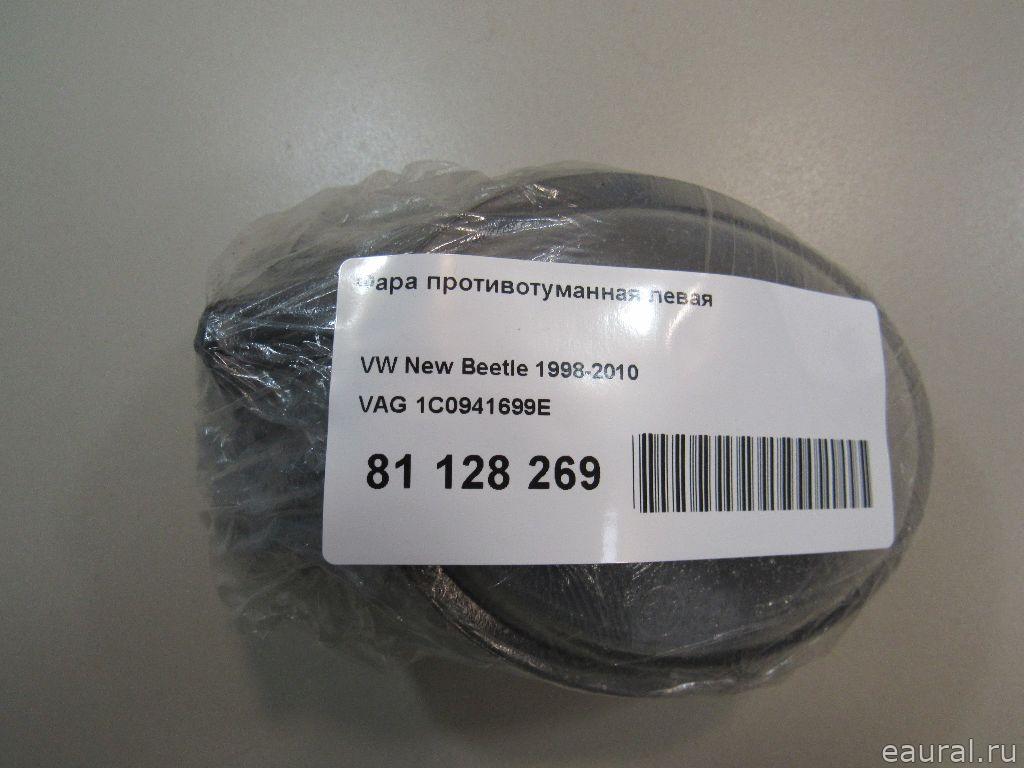 Фара противотуманная левая
VW New Beetle 1998-2010
VAG 1C0941699E
81 128 269
eaural.ru